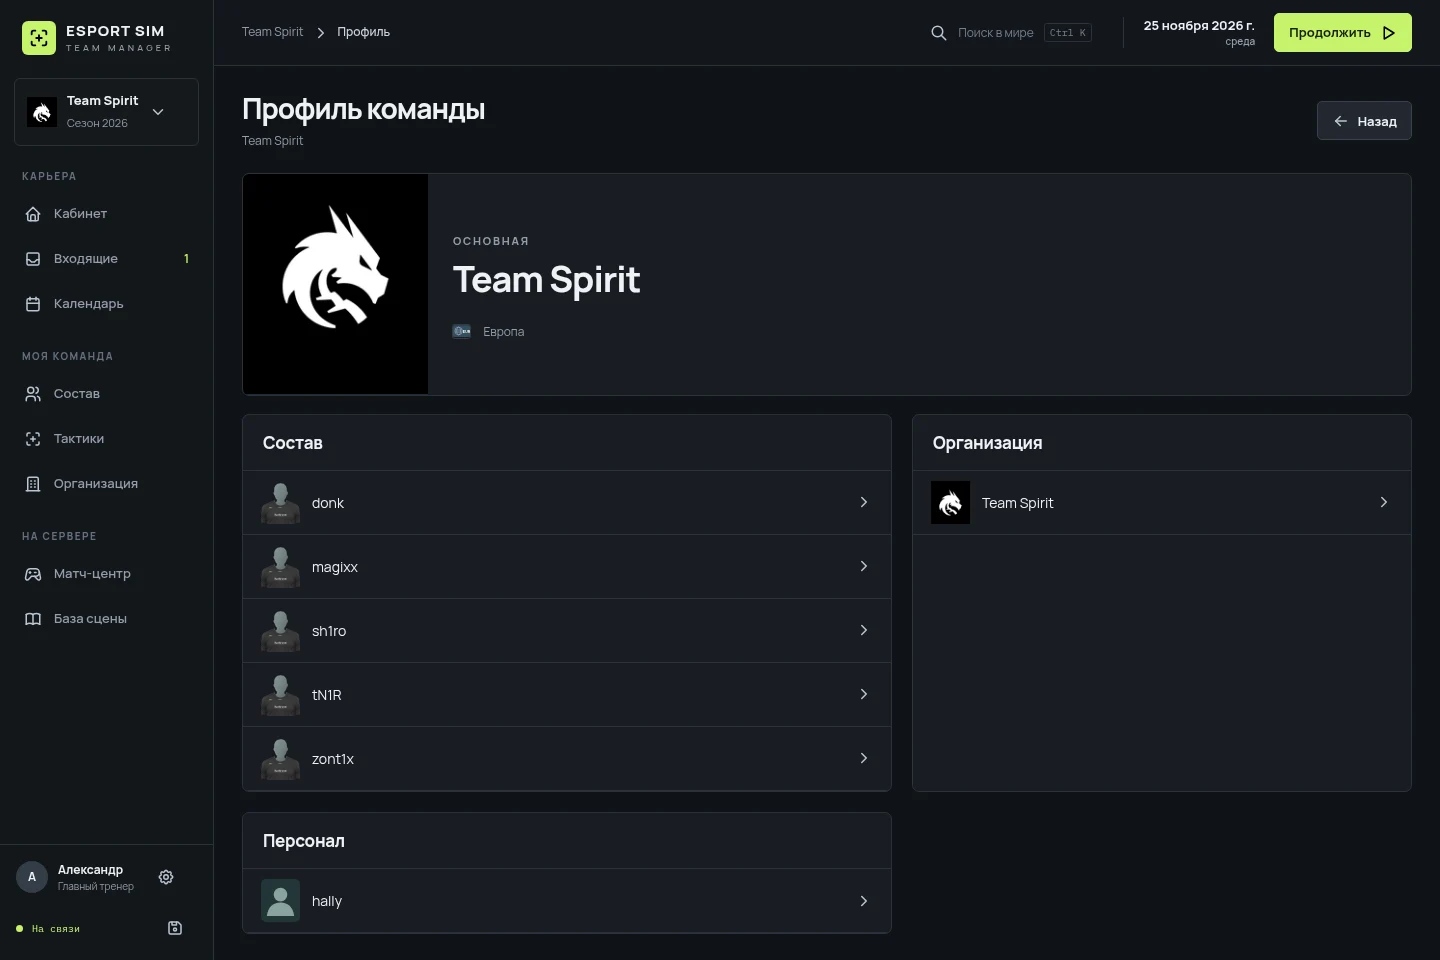 ESPORT SIM
TEAM MANAGER
Team Spirit
Сезон 2026
КАРЬЕРА
Кабинет
Входящие 1
Календарь
МОЯ КОМАНДА
Состав
Тактики
Организация
НА СЕРВЕРЕ
Матч-центр
База сцены
А
Александр
Главный тренер
На связи
Team Spirit > Профиль
Поиск в мире Ctrl K
25 ноября 2026 г.
среда
Продолжить
Профиль команды
Team Spirit
Назад
ОСНОВНАЯ
Team Spirit
Европа
Состав
donk
magixx
sh1ro
tN1R
zont1x
Организация
Team Spirit
Персонал
hally